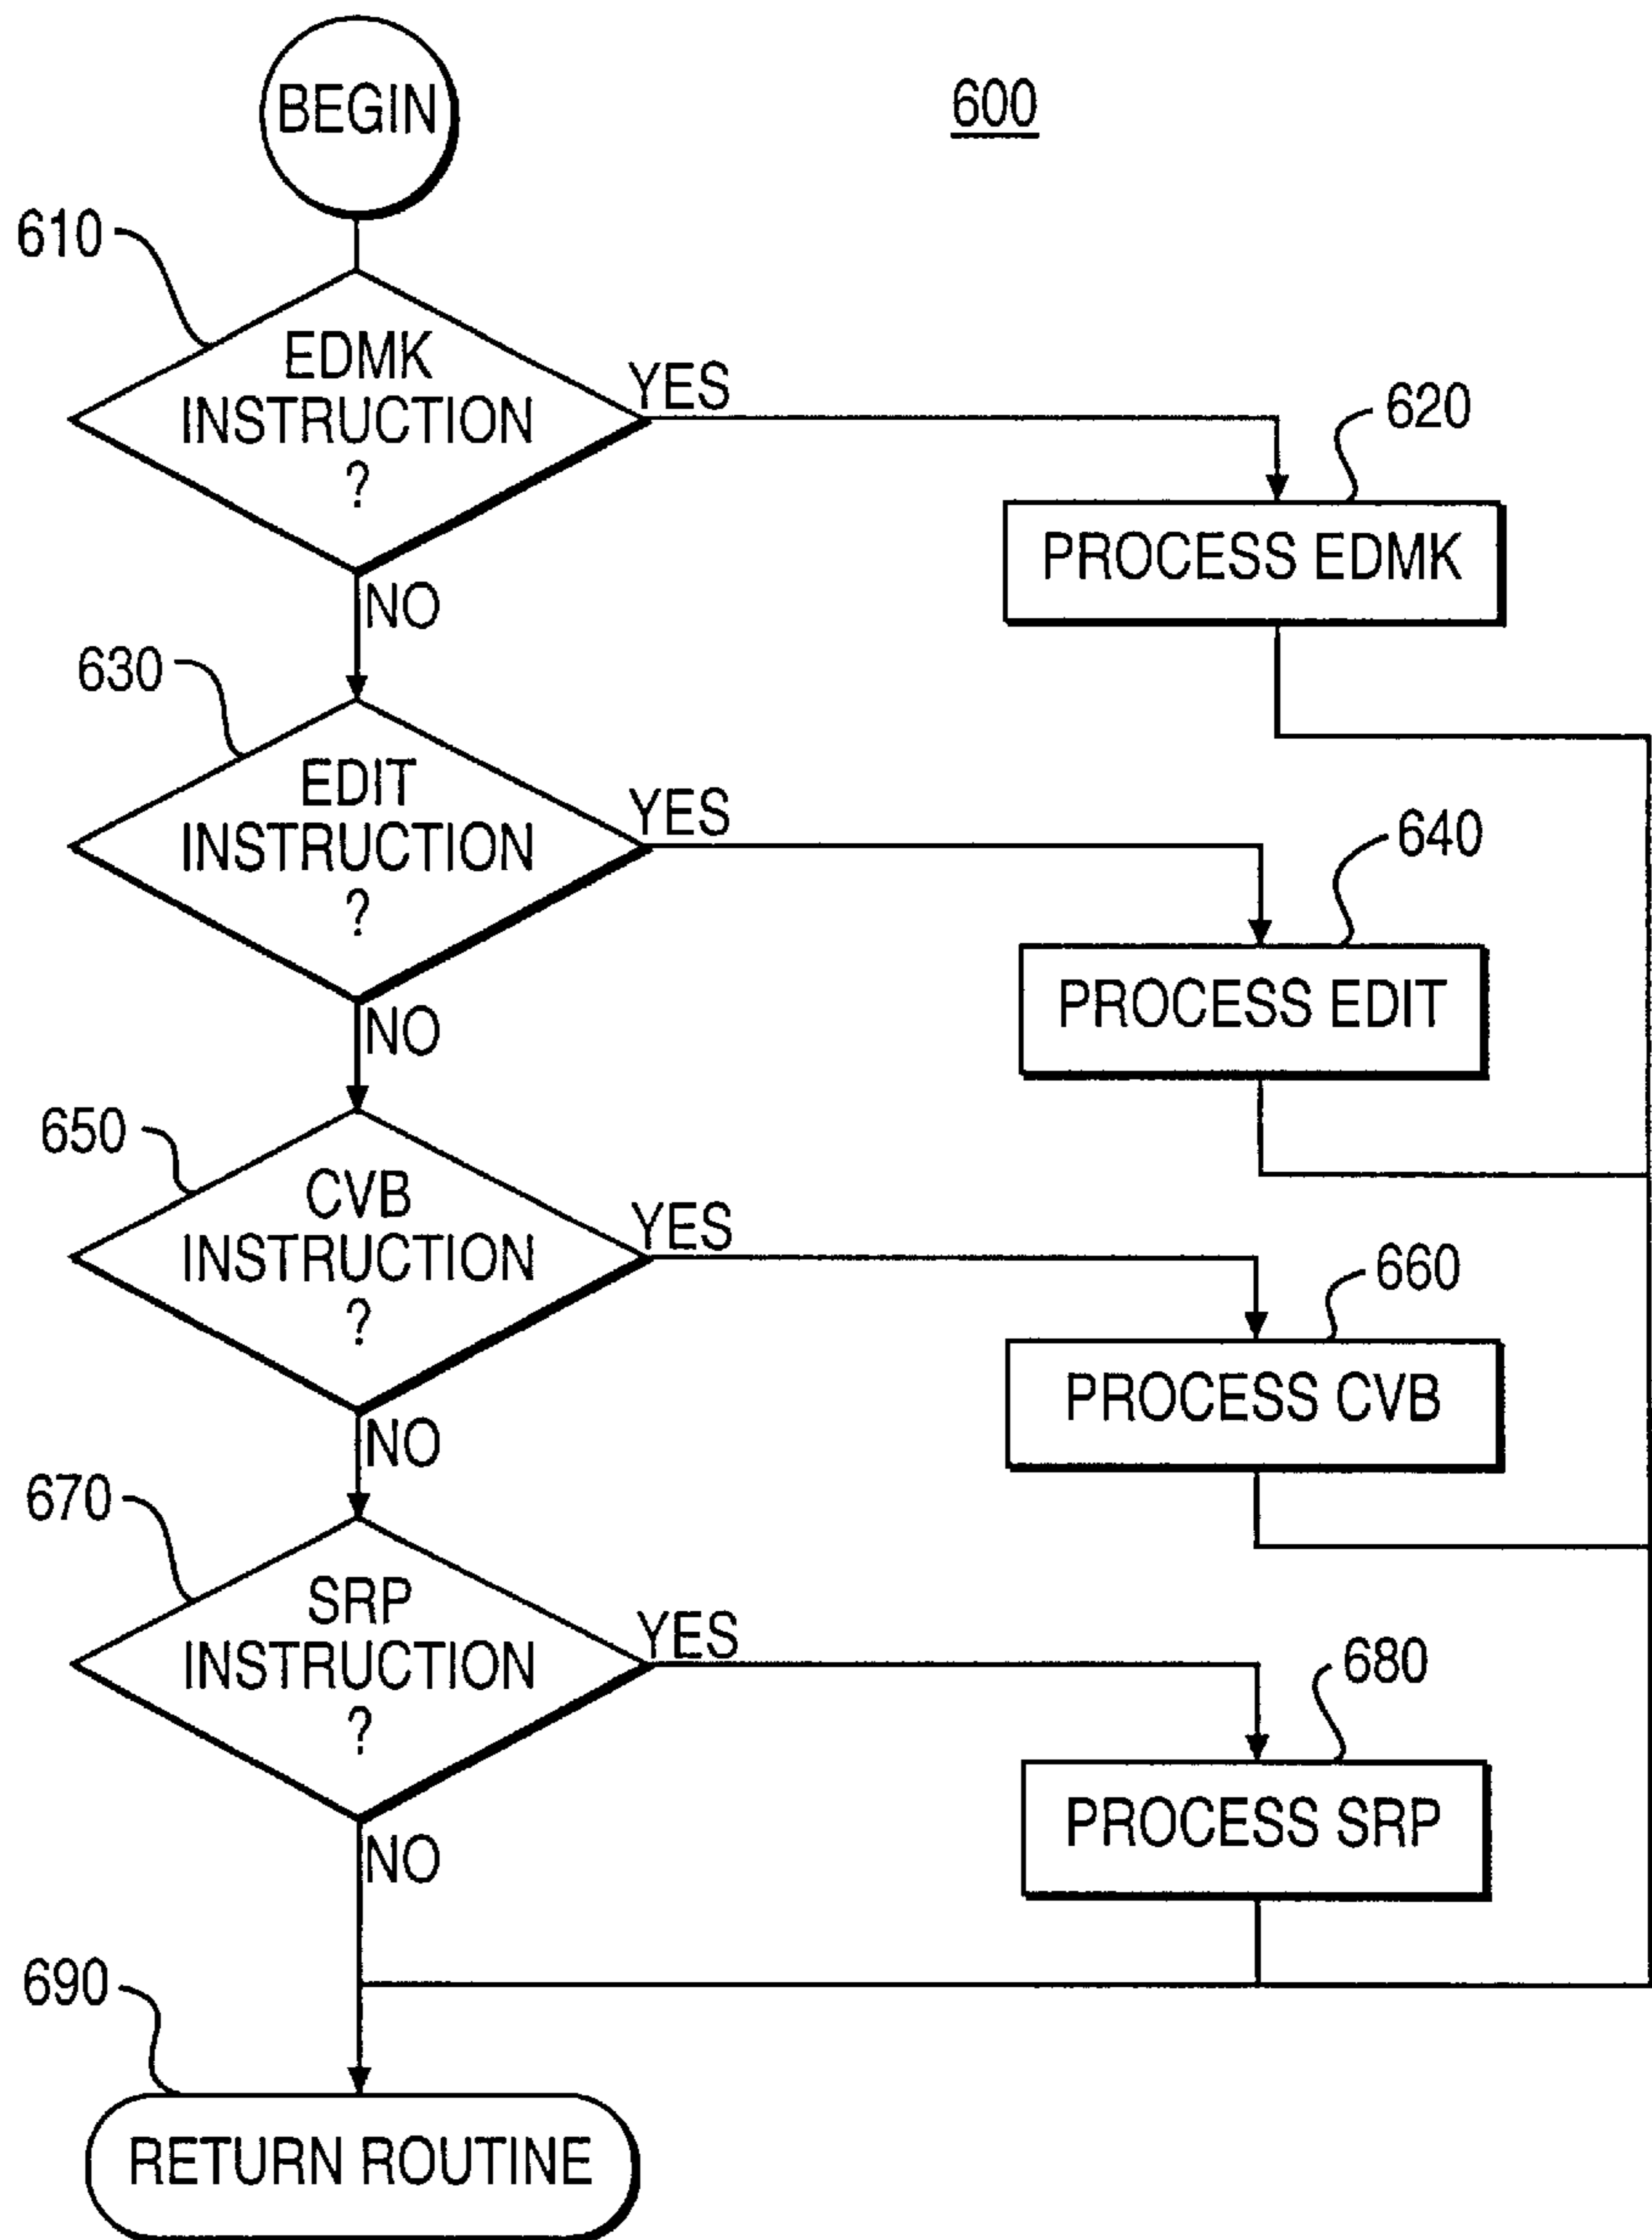 BEGIN
600
610
EDMK
INSTRUCTION
?
YES
620
PROCESS EDMK
NO
630
EDIT
INSTRUCTION
?
YES
640
PROCESS EDIT
NO
650
CVB
INSTRUCTION
?
YES
660
PROCESS CVB
NO
670
SRP
INSTRUCTION
?
YES
680
PROCESS SRP
NO
690
RETURN ROUTINE